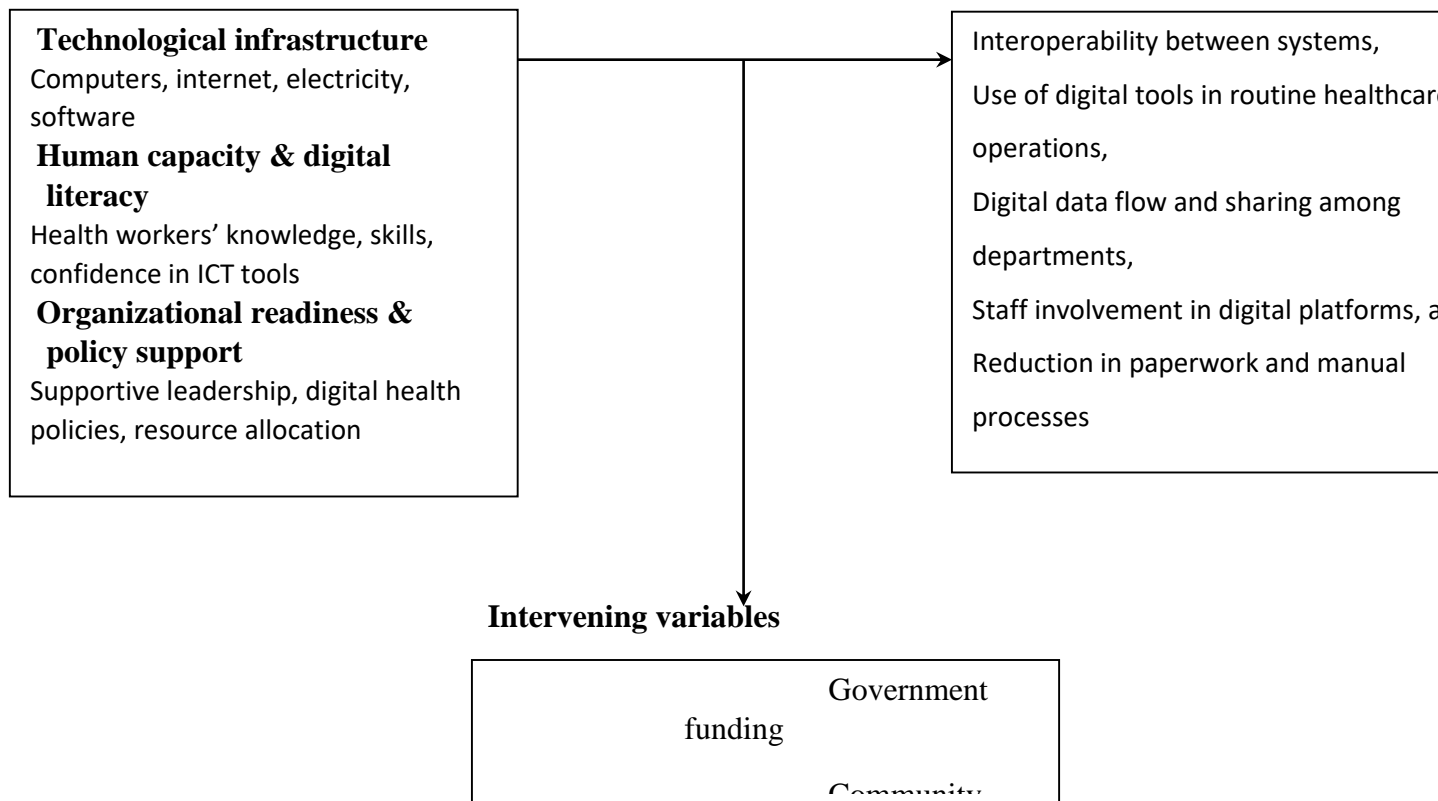 Technological infrastructure
Computers, internet, electricity,
software
Human capacity & digital
literacy
Health workers’ knowledge, skills,
confidence in ICT tools
Organizational readiness &
policy support
Supportive leadership, digital health
policies, resource allocation
Interoperability between systems,
Use of digital tools in routine
operations,
Digital data flow and sharing among
departments,
Staff involvement in digital platforms,
Reduction in paperwork and manual
processes
Intervening variables
Government
funding
Community